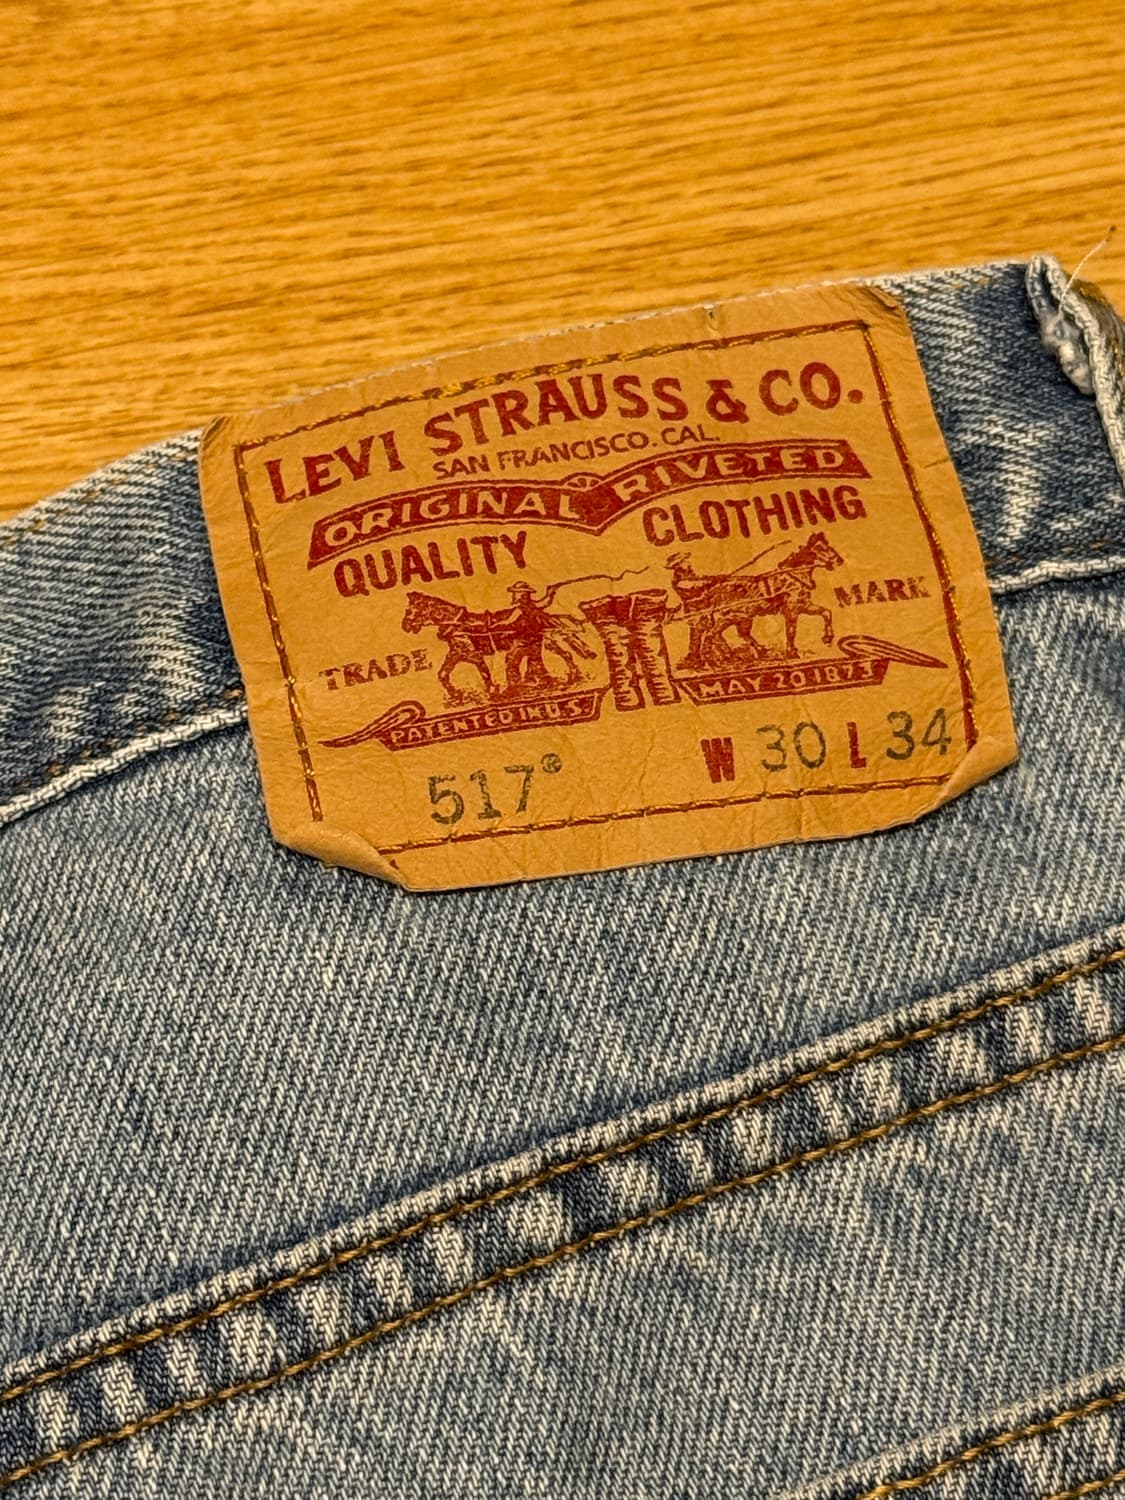 LEVI STRAUSS & CO.
SAN FRANCISCO. CAL.
ORIGINAL RIVETED
QUALITY CLOTHING
TRADE MARK
PATENTED IN U.S. MAY 20 1873
517® W 30 L 34